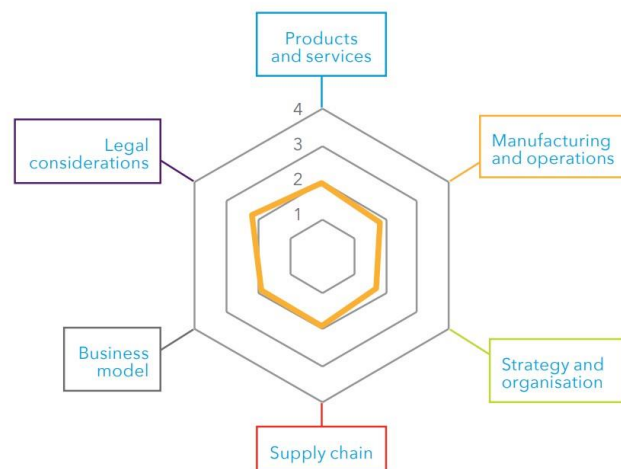 Products
and services
4
Legal
considerations
3
Manufacturing
and operations
2
1
Business
model
Strategy and
organisation
Supply chain